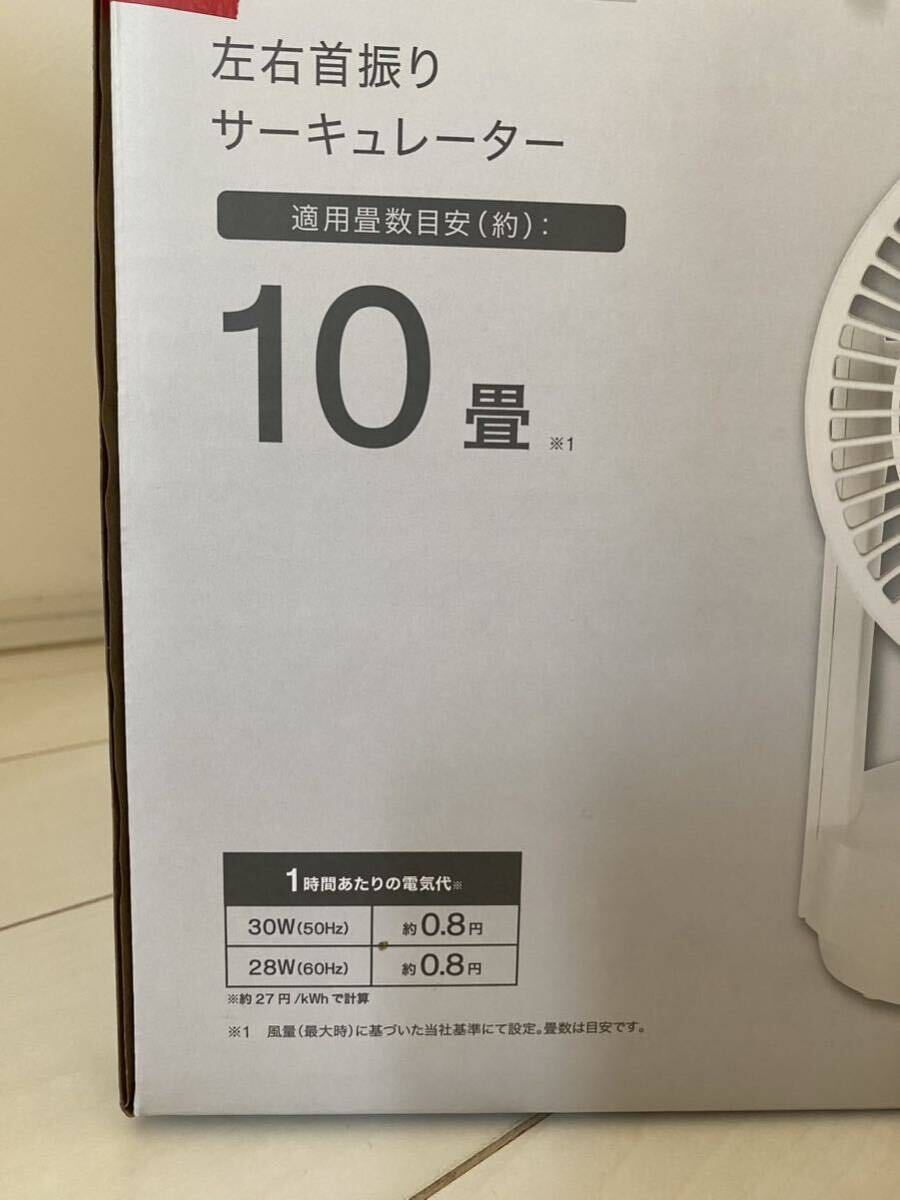 左右首振り
サーキュレーター
適用畳数目安(約):
10畳 ※1
1時間あたりの電気代※
30W(50Hz) 約0.8円
28W(60Hz) 約0.8円
※約27円/kWhで計算
※1 風量(最大時)に基づいた当社基準にて設定。畳数は目安です。